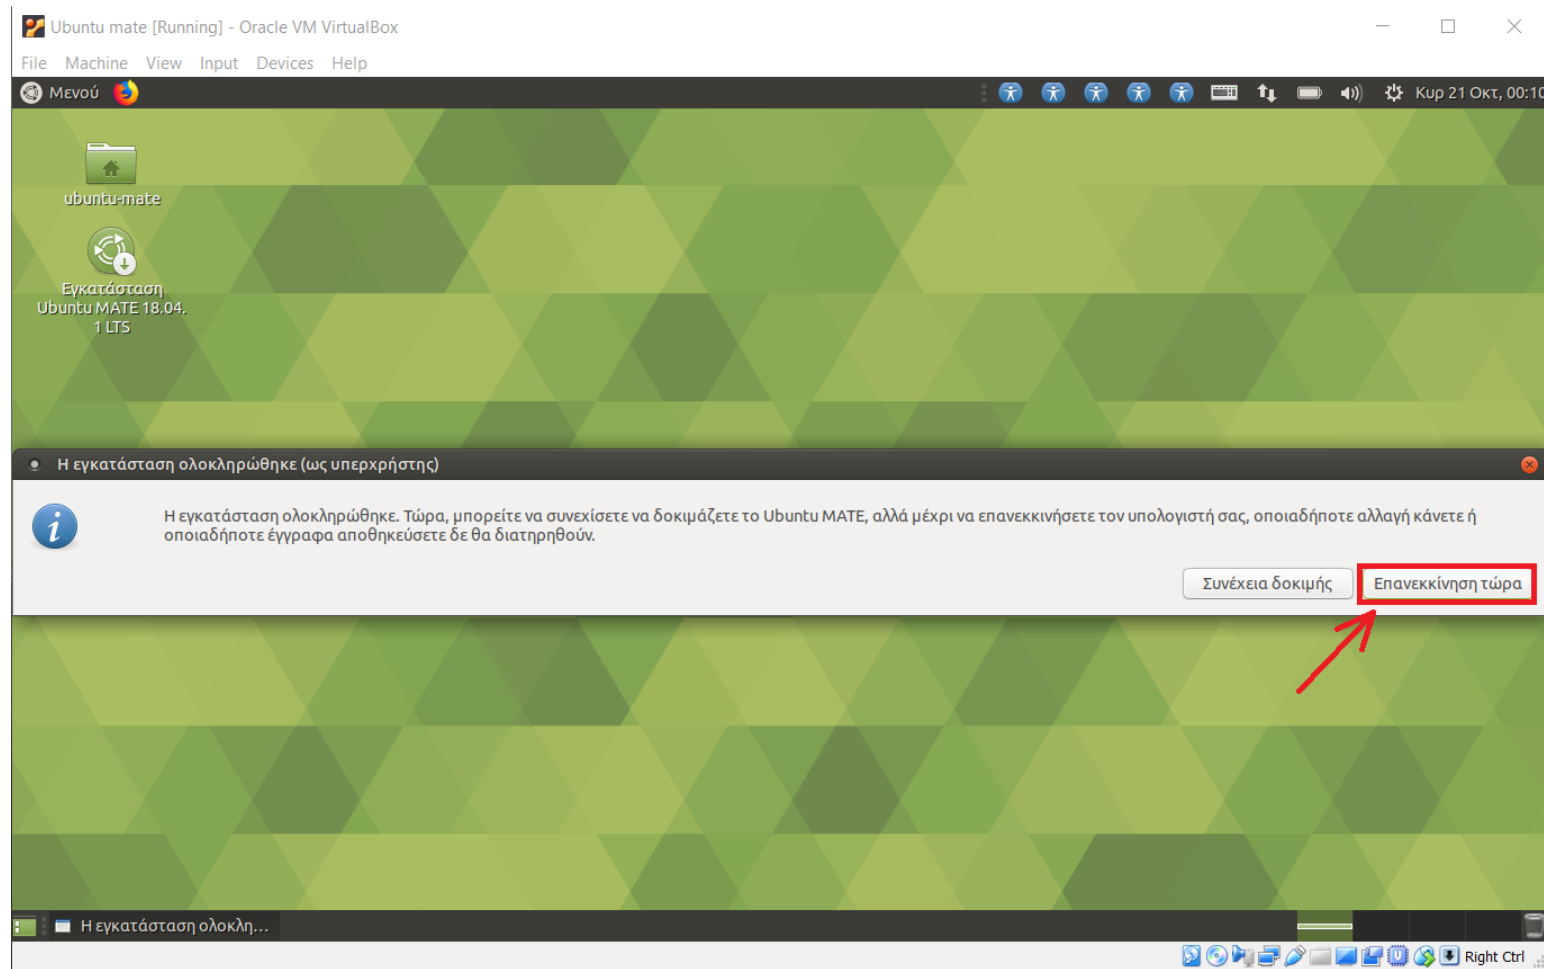 Ubuntu mate [Running] - Oracle VM VirtualBox
File Machine View Input Devices Help
Μενού
Κυρ 21 Οκτ, 00:10
ubuntu-mate
Εγκατάσταση
Ubuntu MATE 18.04.
1 LTS
Η εγκατάσταση ολοκληρώθηκε (ως υπερχρήστης)
Η εγκατάσταση ολοκληρώθηκε. Τώρα, μπορείτε να συνεχίσετε να δοκιμάζετε το Ubuntu MATE, αλλά μέχρι να επανεκκινήσετε τον υπολογιστή σας, οποιαδήποτε αλλαγή κάνετε ή
οποιαδήποτε έγγραφα αποθηκεύσετε δε θα διατηρηθούν.
Συνέχεια δοκιμής
Επανεκκίνηση τώρα
Η εγκατάσταση ολοκλη...
Right Ctrl